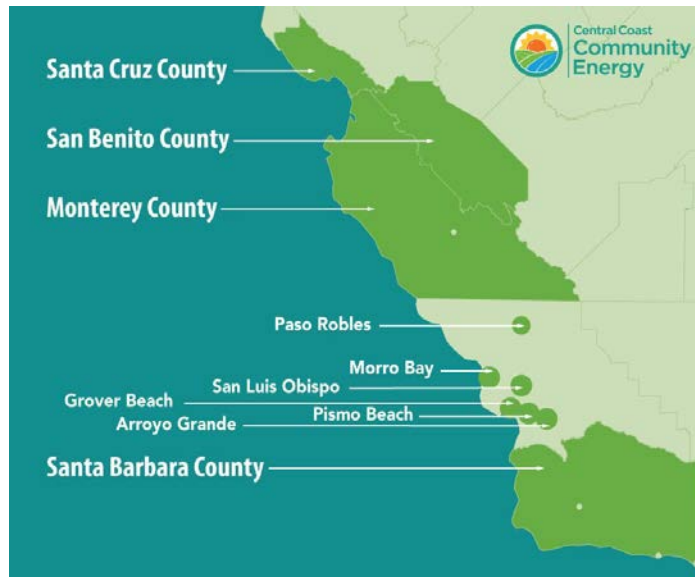 Central Coast
Community
Energy
Santa Cruz County
San Benito County
Monterey County
Paso Robles
Morro Bay
San Luis Obispo
Grover Beach
Pismo Beach
Arroyo Grande
Santa Barbara County